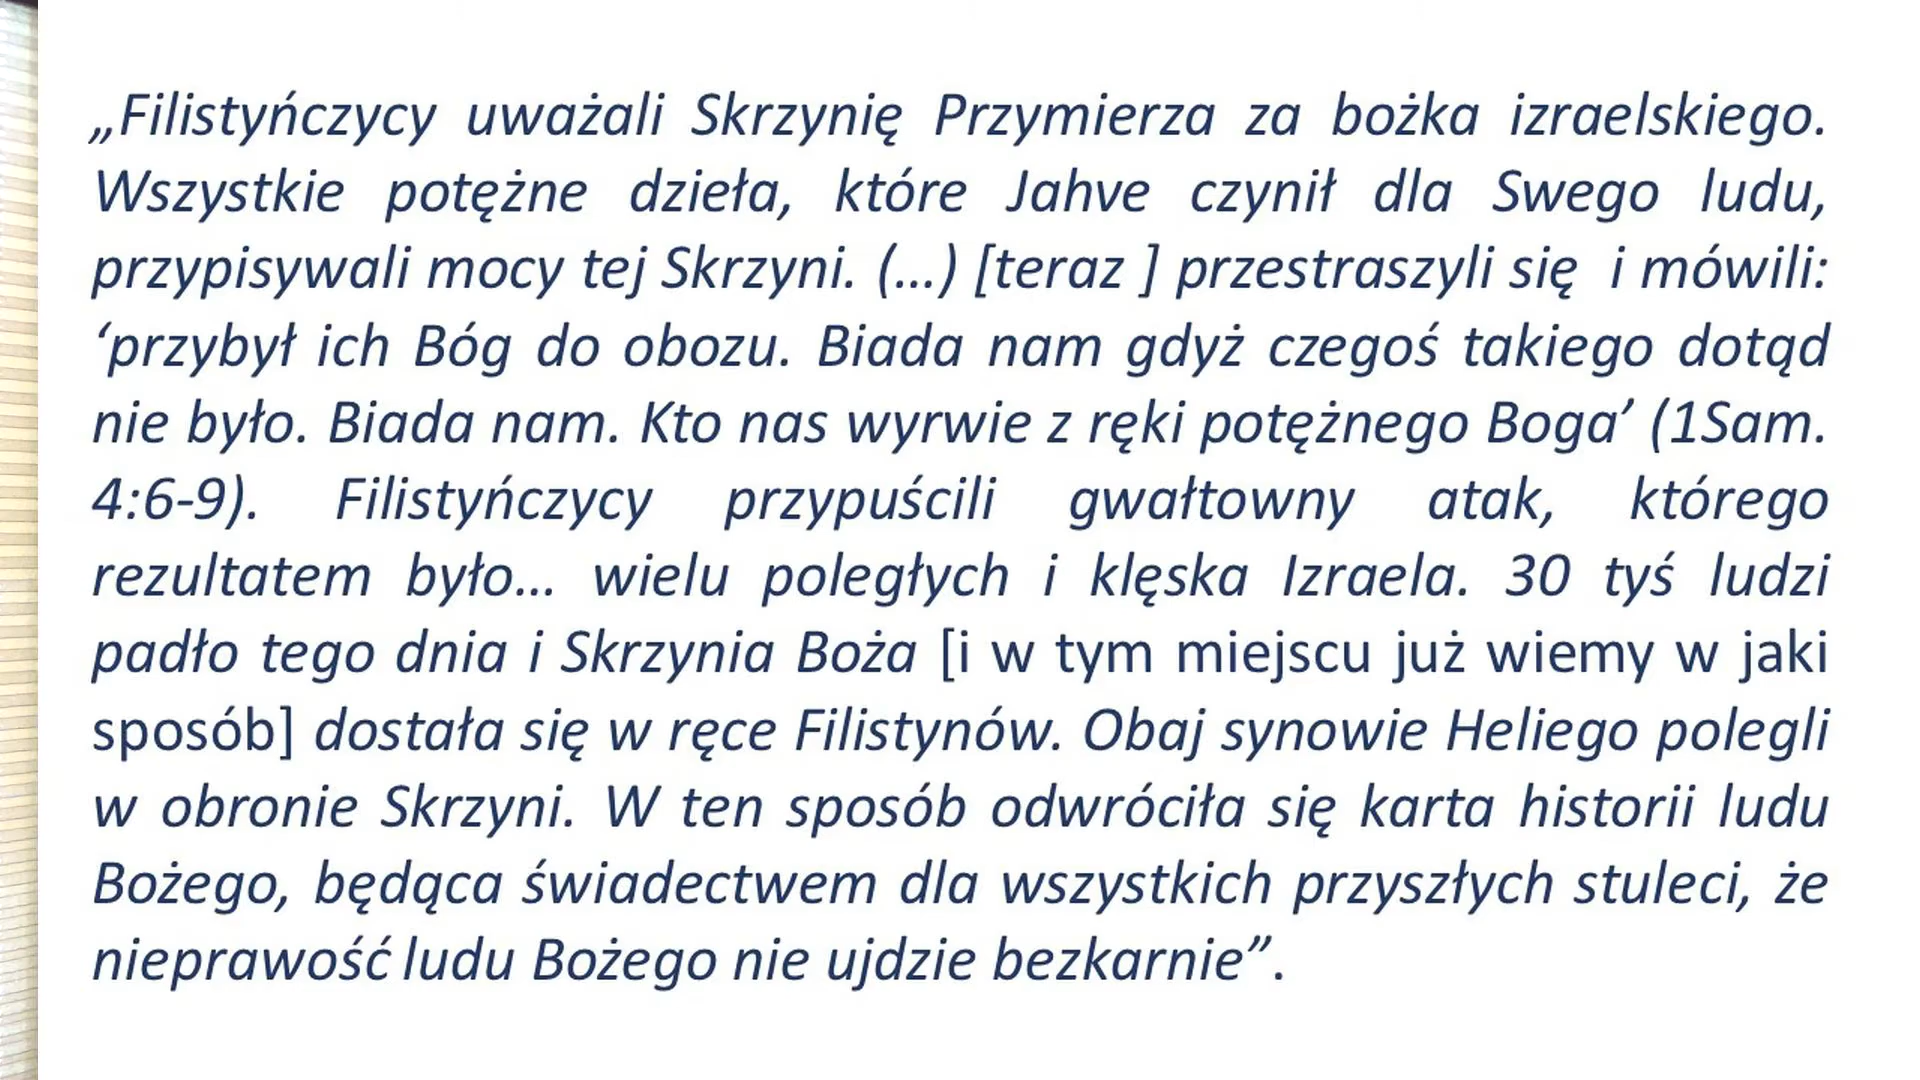 „Filistyńczycy uważali Skrzynię Przymierza za bożka izraelskiego.
Wszystkie potężne dzieła, które Jahve czynił dla Swego ludu,
przypisywali mocy tej Skrzyni. (…) [teraz ] przestraszyli się  i mówili:
‘przybył ich Bóg do obozu. Biada nam gdyż czegoś takiego dotąd
nie było. Biada nam. Kto nas wyrwie z ręki potężnego Boga’ (1Sam.
4:6-9). Filistyńczycy przypuścili gwałtowny atak, którego
rezultatem było… wielu poległych i klęska Izraela. 30 tyś ludzi
padło tego dnia i Skrzynia Boża [i w tym miejscu już wiemy w jaki
sposób] dostała się w ręce Filistynów. Obaj synowie Heliego polegli
w obronie Skrzyni. W ten sposób odwróciła się karta historii ludu
Bożego, będąca świadectwem dla wszystkich przyszłych stuleci, że
nieprawość ludu Bożego nie ujdzie bezkarnie”.